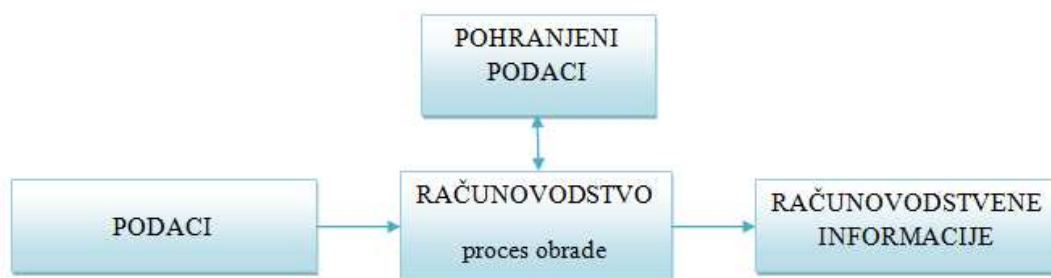 POHRANJENI
PODACI
PODACI
RAČUNOVODSTVO
proces obrade
RAČUNOVODSTVENE
INFORMACIJE